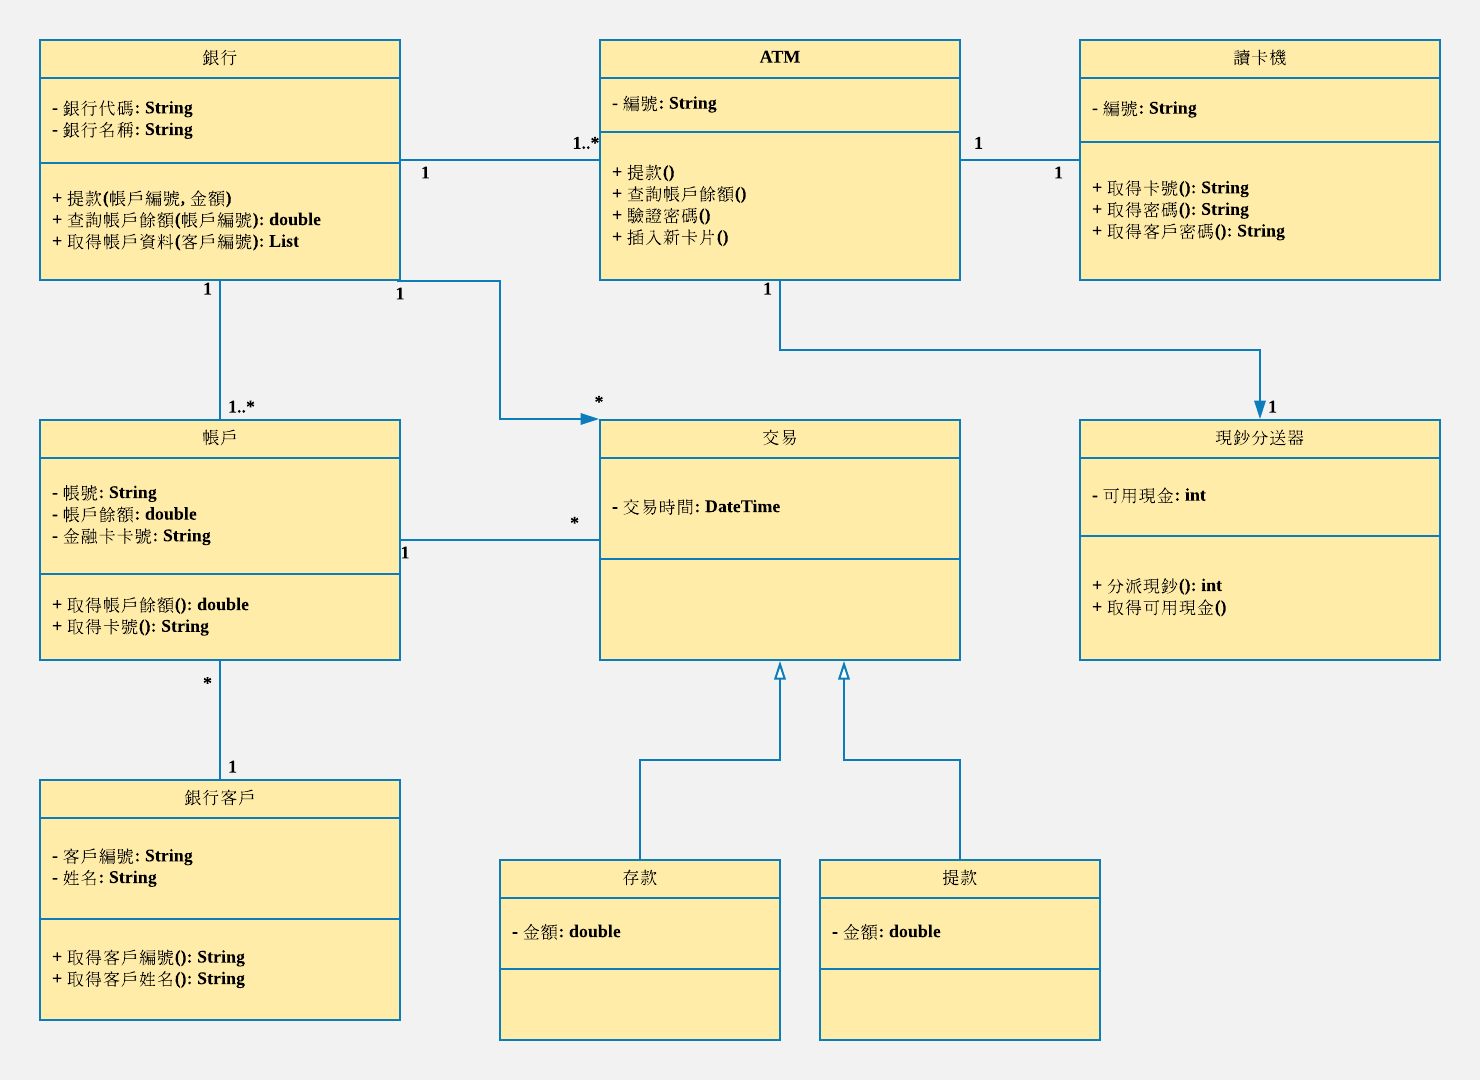 銀行
- 銀行代碼: String
- 銀行名稱: String
+ 提款(帳戶編號, 金額)
+ 查詢帳戶餘額(帳戶編號): double
+ 取得帳戶資料(客戶編號): List
1
1..*
ATM
- 編號: String
+ 提款()
+ 查詢帳戶餘額()
+ 驗證密碼()
+ 插入新卡片()
1
1
讀卡機
- 編號: String
+ 取得卡號(): String
+ 取得密碼(): String
+ 取得客戶密碼(): String
1
1
1
1..*
*
1
帳戶
- 帳號: String
- 帳戶餘額: double
- 金融卡卡號: String
+ 取得帳戶餘額(): double
+ 取得卡號(): String
1
*
交易
- 交易時間: DateTime
現鈔分送器
- 可用現金: int
+ 分派現鈔(): int
+ 取得可用現金()
*
1
銀行客戶
- 客戶編號: String
- 姓名: String
+ 取得客戶編號(): String
+ 取得客戶姓名(): String
存款
- 金額: double
提款
- 金額: double